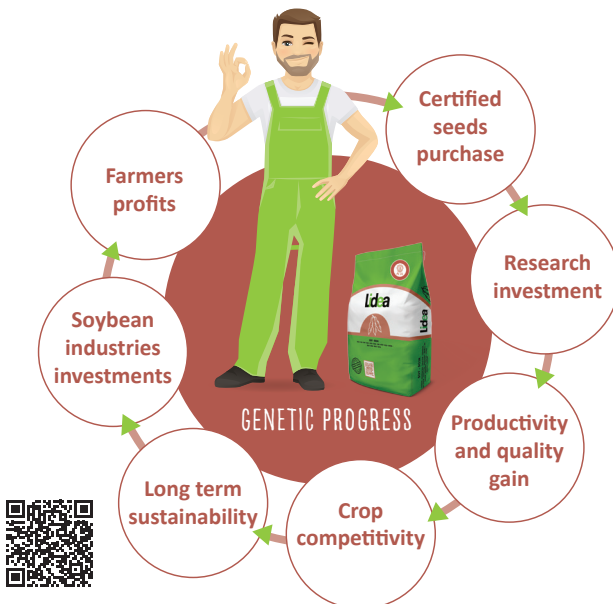 Certified
seeds
purchase
Research
investment
Productivity
and quality
gain
Crop
competitivity
Long term
sustainability
Soybean
industries
investments
Farmers
profits
Lidea
Lidea
GENETIC PROGRESS